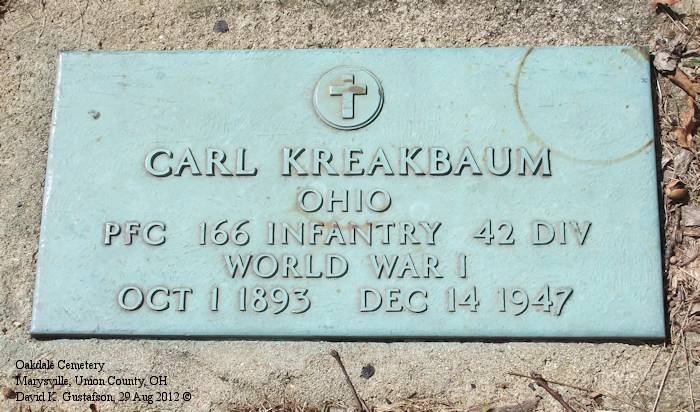 CARL KREAKBAUM
OHIO
PFC 166 INFANTRY 42 DIV
WORLD WAR I
OCT 1 1893 DEC 14 1947
Oakdale Cemetery
Marysville, Union County, OH
David K. Gustafson, 29 Aug 2012 ©